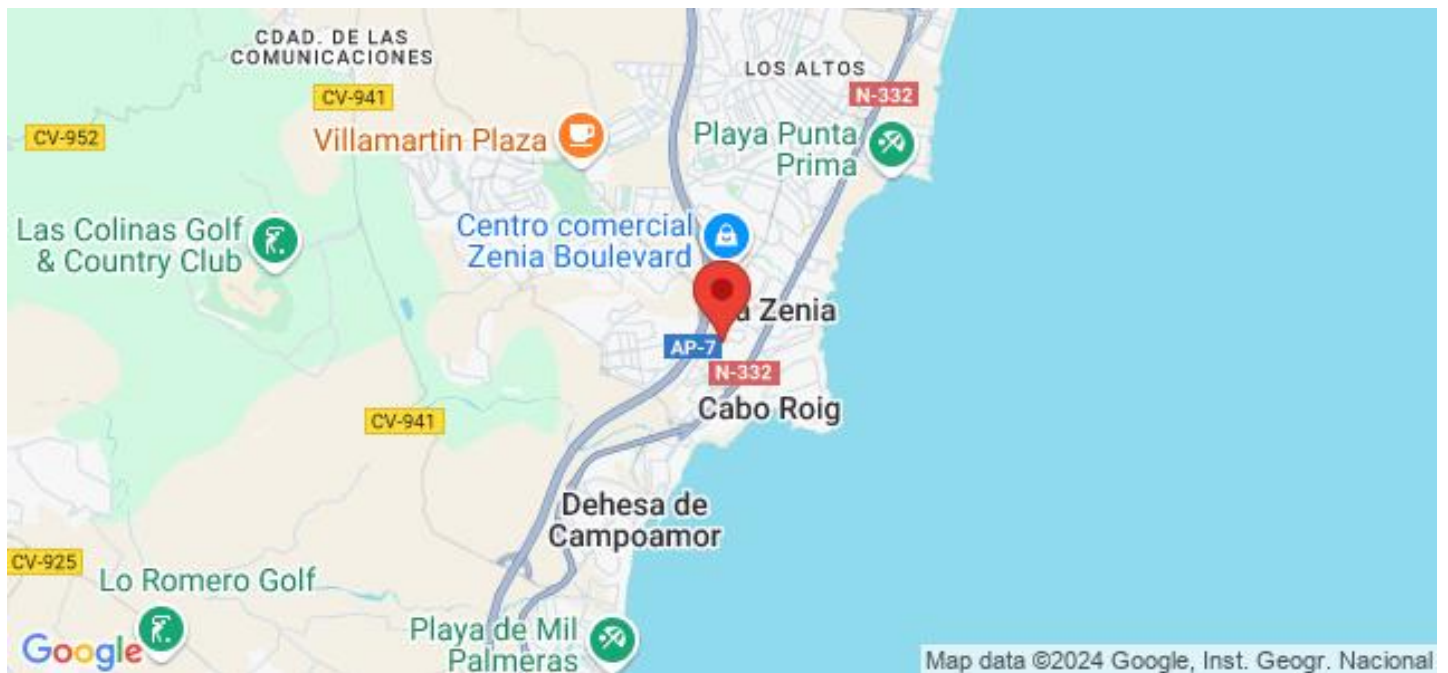 CDAD. DE LAS
COMUNICACIONES
LOS ALTOS
CV-941
N-332
CV-952
Villamartin Plaza
Playa Punta
Prima
Las Colinas Golf
& Country Club
Centro comercial
Zenia Boulevard
a Zenia
AP-7
N-332
Cabo Roig
CV-941
Dehesa de
Campoamor
CV-925
Lo Romero Golf
Playa de Mil
Palmeras
Google
Map data ©2024 Google, Inst. Geogr. Nacional